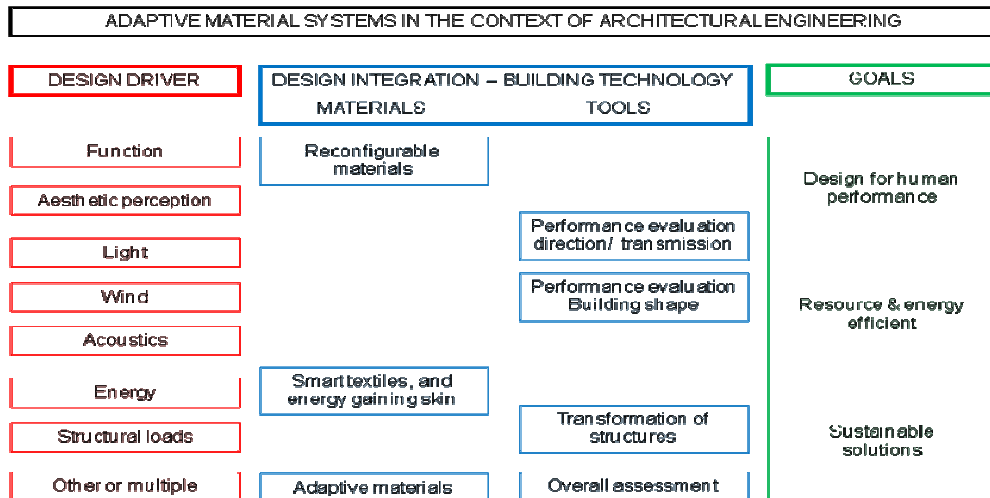 ADAPTIVE MATERIAL SYSTEMS IN THE CONTEXT OF ARCHITECTURAL ENGINEERING
DESIGN DRIVER
DESIGN INTEGRATION – BUILDING TECHNOLOGY
MATERIALS
TOOLS
GOALS
Function
Aesthetic perception
Light
Wind
Acoustics
Energy
Structural loads
Other or multiple
Reconfigurable
materials
Smart textiles, and
energy gaining skin
Adaptive materials
Performance evaluation
direction/ transmission
Performance evaluation
Building shape
Transformation of
structures
Overall assessment
Design for human
performance
Resource & energy
efficient
Sustainable
solutions